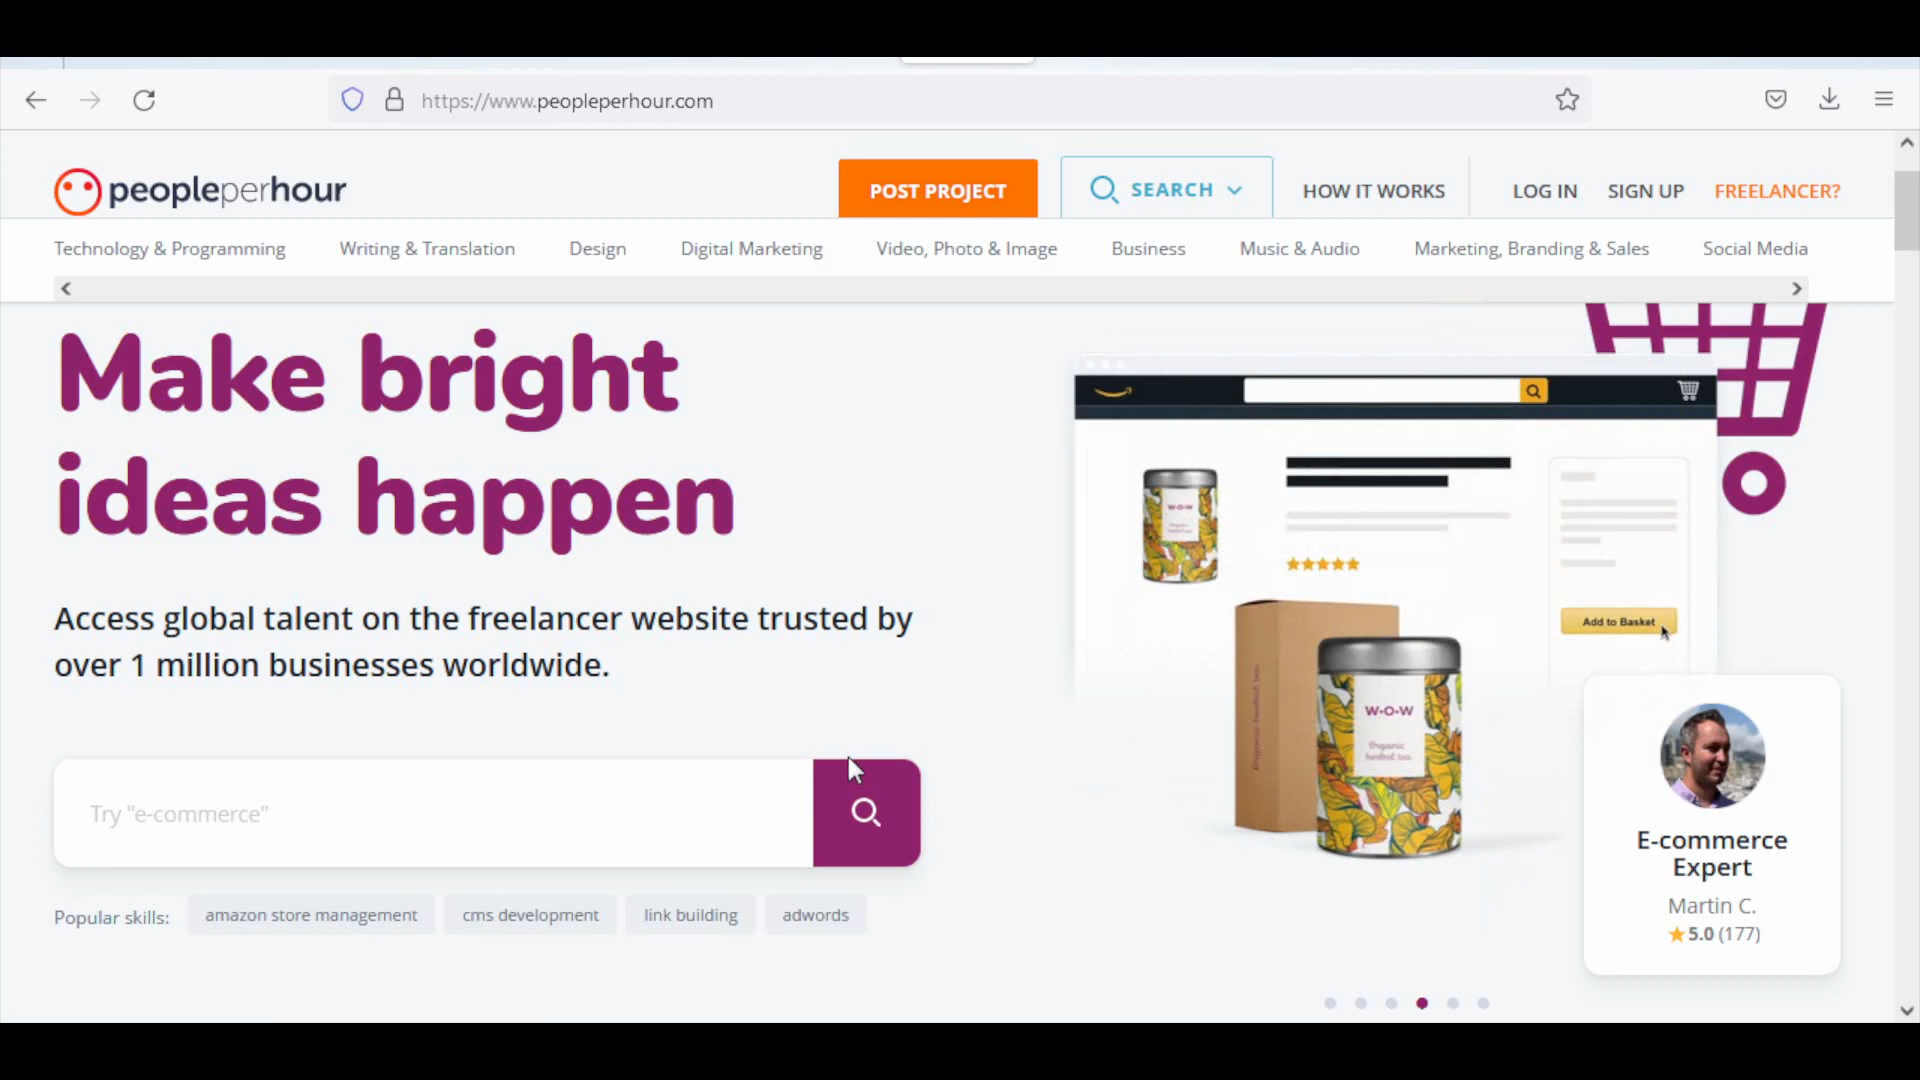 https://www.peopleperhour.com
peopleperhour
POST PROJECT
SEARCH
HOW IT WORKS
LOG IN
SIGN UP
FREELANCER?
Technology & Programming
Writing & Translation
Design
Digital Marketing
Video, Photo & Image
Business
Music & Audio
Marketing, Branding & Sales
Social Media
Make bright
ideas happen
Access global talent on the freelancer website trusted by
over 1 million businesses worldwide.
Try "e-commerce"
Popular skills:
amazon store management
cms development
link building
adwords
W•O•W
Add to Basket
W•O•W
Organic
herbal tea
E-commerce
Expert
Martin C.
5.0 (177)